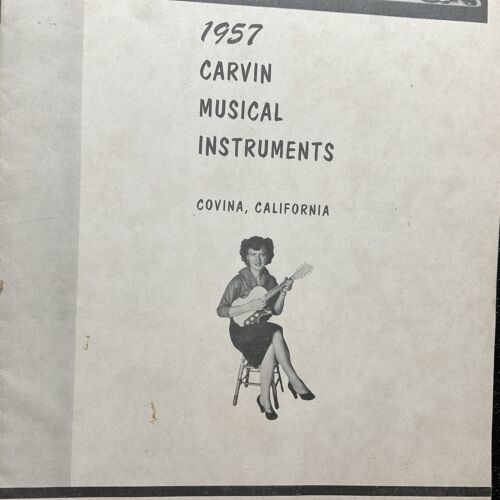 1957
CARVIN
MUSICAL
INSTRUMENTS
COVINA, CALIFORNIA